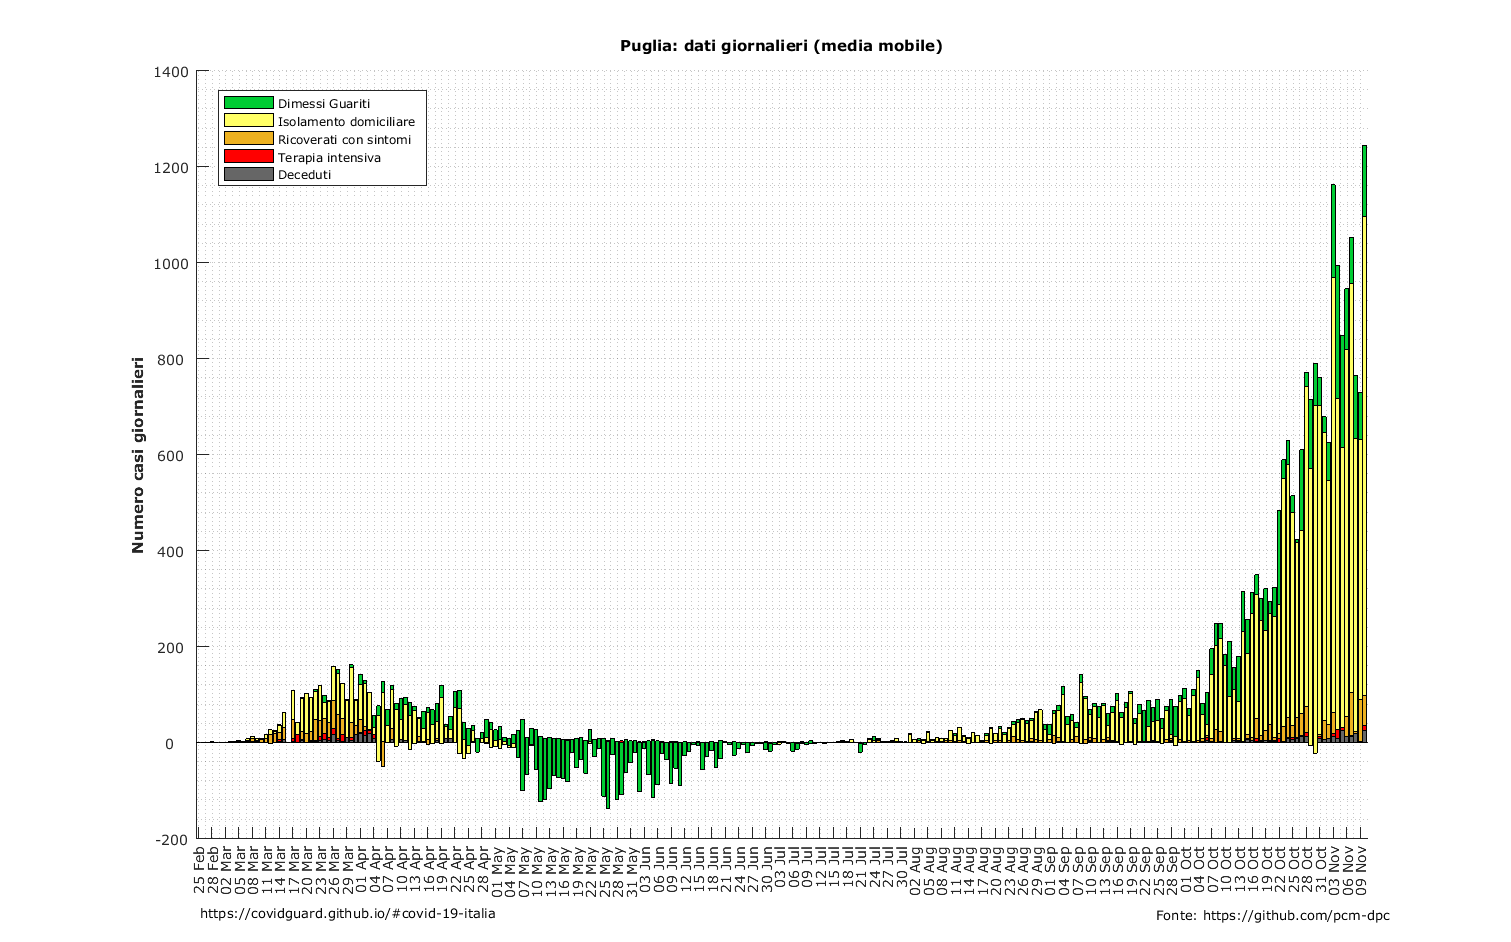 Puglia: dati giornalieri (media mobile)
Numero casi giornalieri
1400
1200
1000
800
600
400
200
0
-200
Dimessi Guariti
Isolamento domiciliare
Ricoverati con sintomi
Terapia intensiva
Deceduti
25 Feb
28 Feb
02 Mar
05 Mar
08 Mar
11 Mar
14 Mar
17 Mar
20 Mar
23 Mar
26 Mar
29 Mar
01 Apr
04 Apr
07 Apr
10 Apr
13 Apr
16 Apr
19 Apr
22 Apr
25 Apr
28 Apr
01 May
04 May
07 May
10 May
13 May
16 May
19 May
22 May
25 May
28 May
31 May
03 Jun
06 Jun
09 Jun
12 Jun
15 Jun
18 Jun
21 Jun
24 Jun
27 Jun
30 Jun
03 Jul
06 Jul
09 Jul
12 Jul
15 Jul
18 Jul
21 Jul
24 Jul
27 Jul
30 Jul
02 Aug
05 Aug
08 Aug
11 Aug
14 Aug
17 Aug
20 Aug
23 Aug
26 Aug
29 Aug
01 Sep
04 Sep
07 Sep
10 Sep
13 Sep
16 Sep
19 Sep
22 Sep
25 Sep
28 Sep
01 Oct
04 Oct
07 Oct
10 Oct
13 Oct
16 Oct
19 Oct
22 Oct
25 Oct
28 Oct
31 Oct
03 Nov
06 Nov
09 Nov
https://covidguard.github.io/#covid-19-italia
Fonte: https://github.com/pcm-dpc